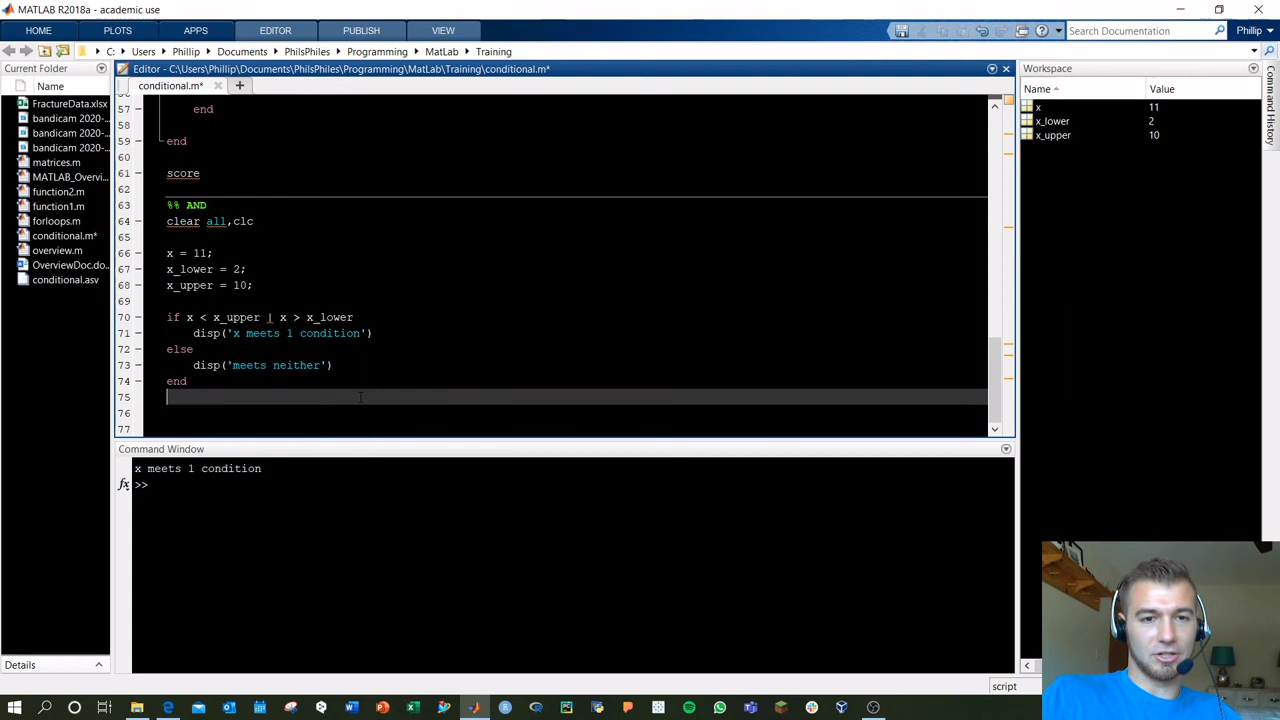 MATLAB R2018a - academic use
HOME PLOTS APPS EDITOR PUBLISH VIEW Search Documentation Phillip
C: Users Phillip Documents PhilsPhiles Programming MatLab Training
Current Folder
Name
FractureData.xlsx
bandicam 2020-...
bandicam 2020-...
bandicam 2020-...
matrices.m
MATLAB_Overvi...
function2.m
function1.m
forloops.m
conditional.m*
overview.m
OverviewDoc.do...
conditional.asv
Details
Editor - C:\Users\Phillip\Documents\PhilsPhiles\Programming\MatLab\Training\conditional.m*
conditional.m*
57 end
58
59 end
60
61 score
62
63 %% AND
64 clear all,clc
65
66 x = 11;
67 x_lower = 2;
68 x_upper = 10;
69
70 if x < x_upper | x > x_lower
71 disp('x meets 1 condition')
72 else
73 disp('meets neither')
74 end
75
76
77
Command Window
x meets 1 condition
fx >>
Workspace
Name Value
x 11
x_lower 2
x_upper 10
Command History
script